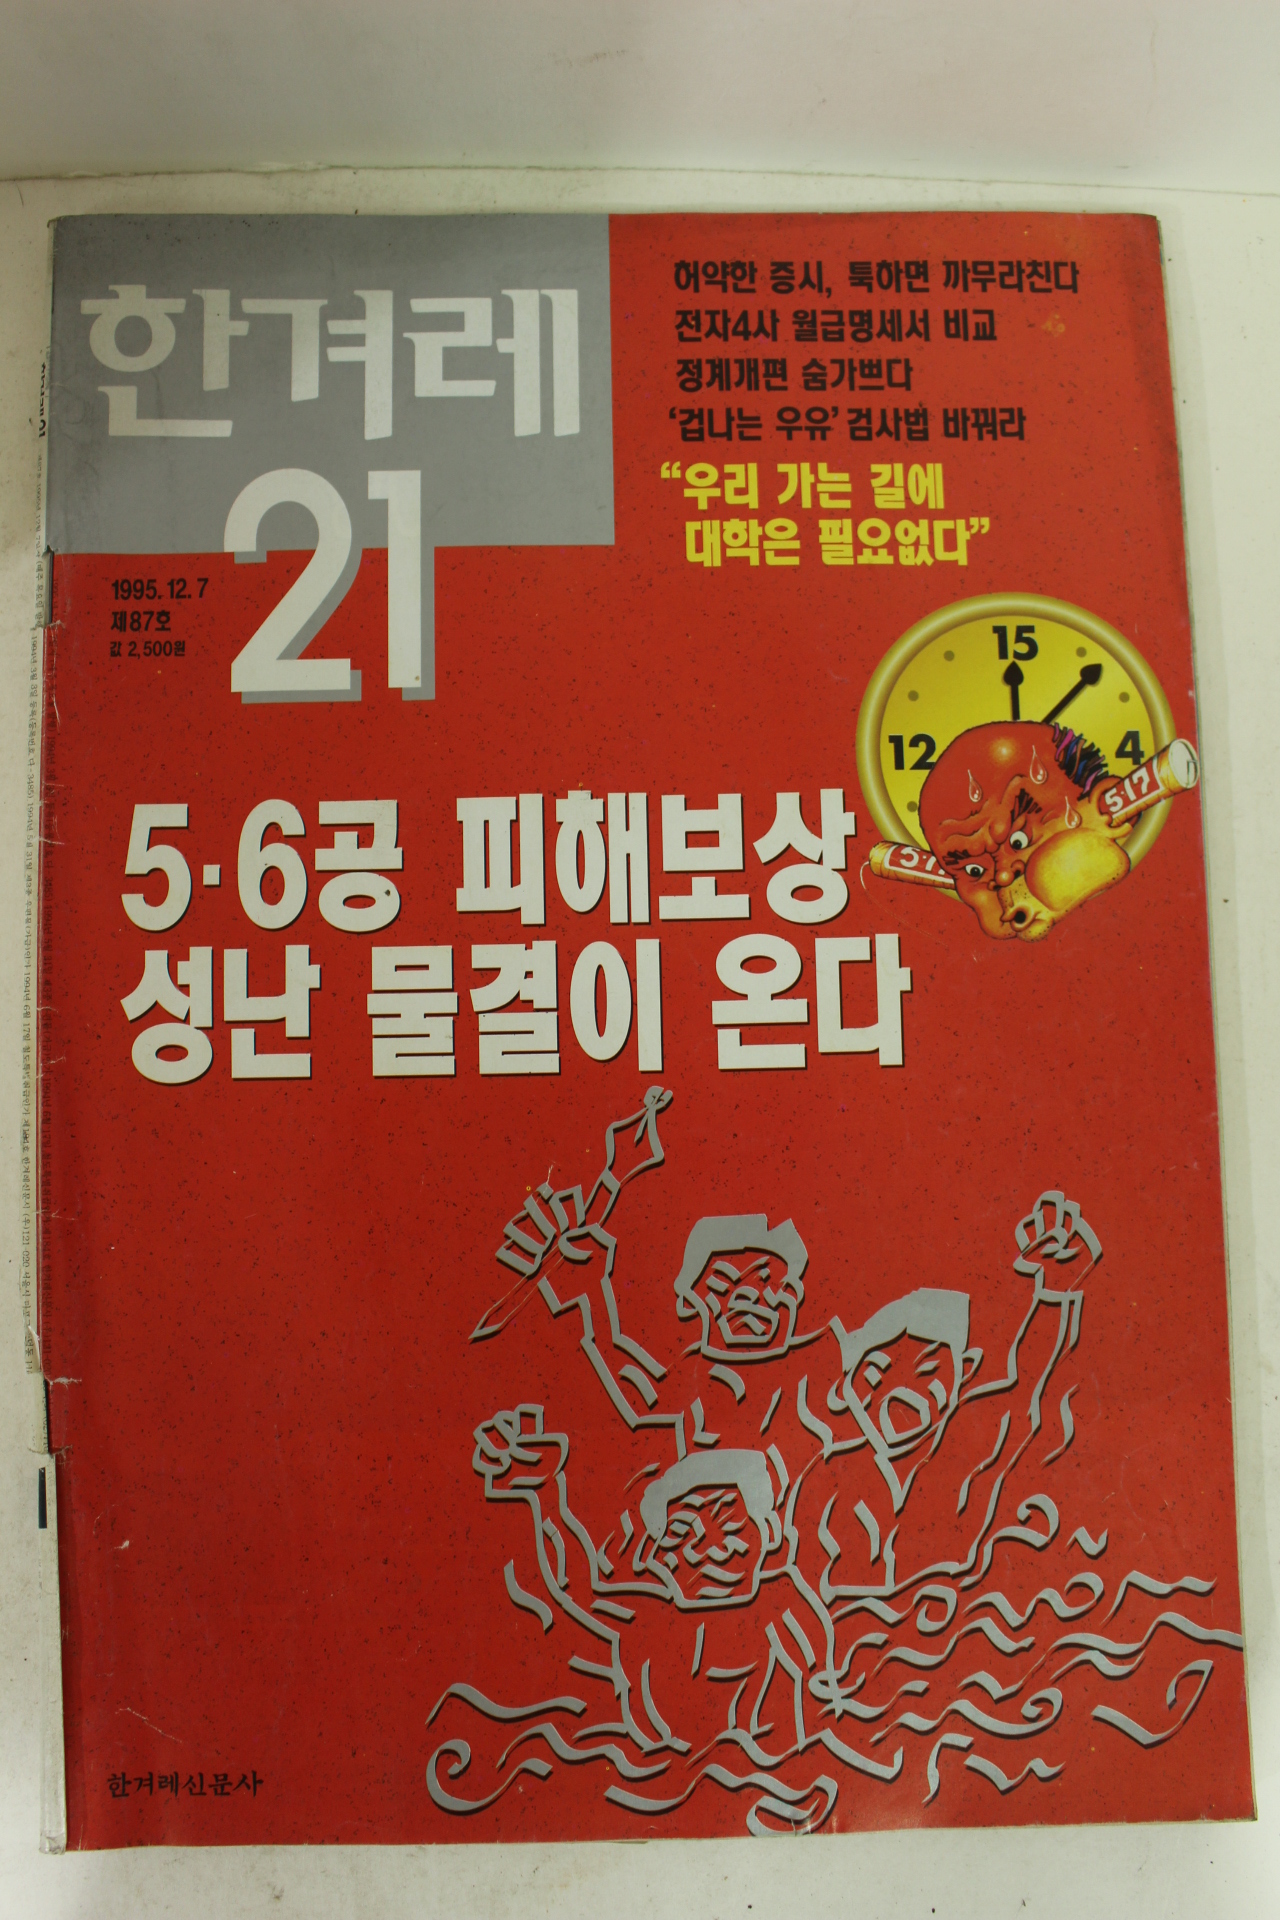 한겨레
21
1995.12.7
제87호
값 2,500원
허약한 증시, 툭하면 까무라친다
전자4사 월급명세서 비교
정계개편 숨가쁘다
‘겁나는 우유’ 검사법 바꿔라
“우리 가는 길에
대학은 필요없다”
15
12
4
5·17
5·6공 피해보상
성난 물결이 온다
한겨레신문사